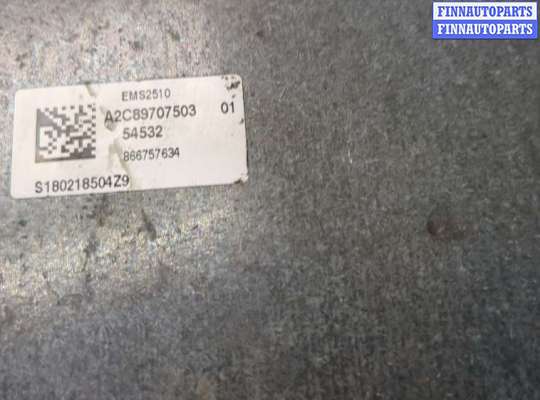 FINNAUTOPARTS
FINNAUTOPARTS
EMS2510
A2C89707503 01
54532
866757634
S180218504Z9